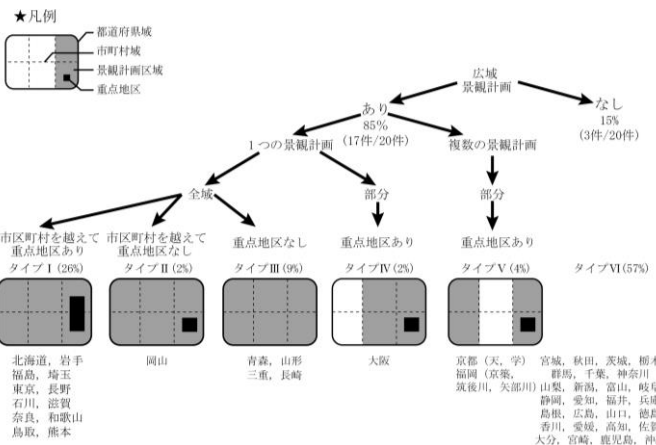 ★凡例
都道府県域
市町村域
景観計画区域
重点地区
広域
景観計画
あり
85%
(17件/20件)
なし
15%
(3件/20件)
1つの景観計画
複数の景観計画
全域
部分
部分
市区町村を越えて
重点地区あり
タイプⅠ(26%)
市区町村を越えて
重点地区なし
タイプⅡ(2%)
重点地区なし
タイプⅢ(9%)
重点地区あり
タイプⅣ(2%)
重点地区あり
タイプⅤ(4%)
タイプⅥ(57%)
北海道, 岩手
福島, 埼玉
東京, 長野
石川, 滋賀
奈良, 和歌山
鳥取, 熊本
岡山
青森, 山形
三重, 長崎
大阪
京都(天, 学)
福岡(京築,
筑後川, 矢部川)
宮城, 秋田, 茨城, 栃木
群馬, 千葉, 神奈川
山梨, 新潟, 富山, 岐阜
静岡, 愛知, 福井, 兵庫
島根, 広島, 山口, 徳島
香川, 愛媛, 高知, 佐賀
大分, 宮崎, 鹿児島, 沖